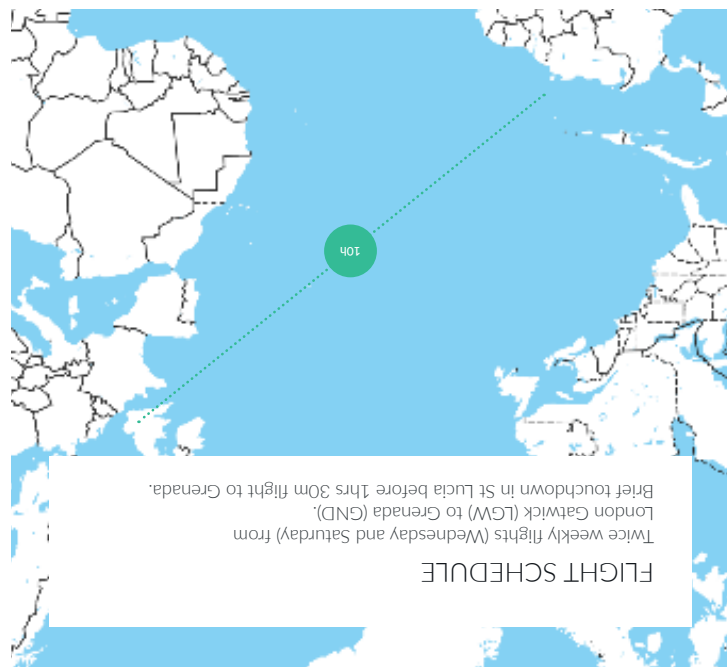 FLIGHT SCHEDULE
Twice weekly flights (Wednesday and Saturday) from
London Gatwick (LGW) to Grenada (GND).
Brief touchdown in St Lucia before 1hrs 30m flight to Grenada.
10h